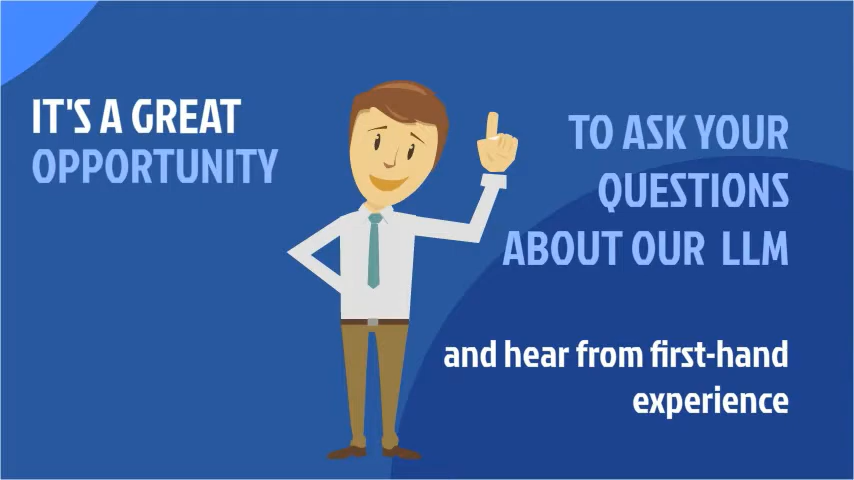 IT'S A GREAT
OPPORTUNITY
TO ASK YOUR
QUESTIONS
ABOUT OUR LLM
and hear from first-hand
experience